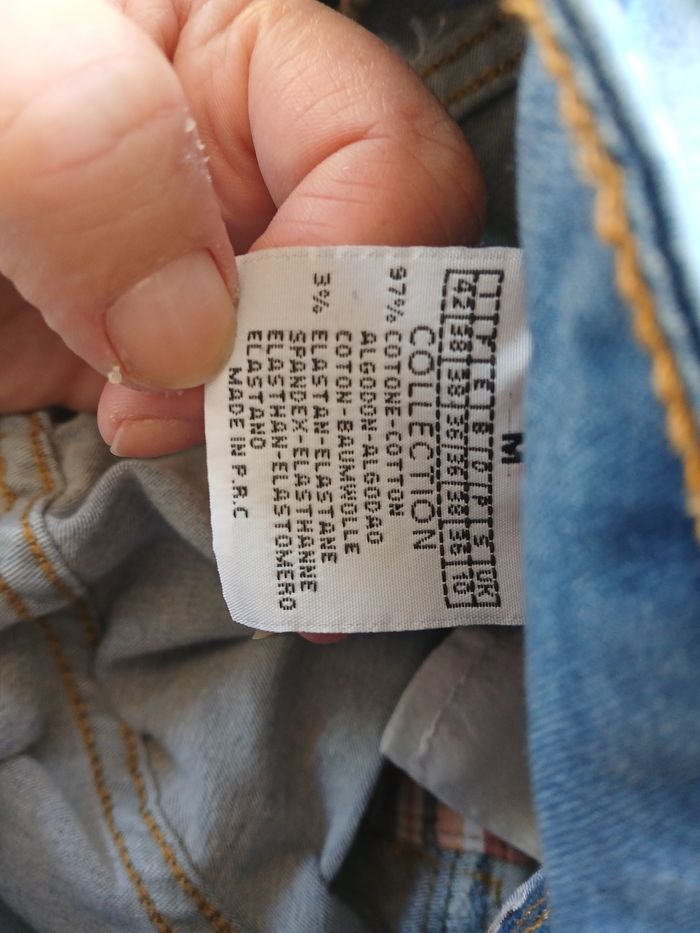 M
I F E B D P S UK
42 38 38 36 36 38 36 10
COLLECTION
97% COTONE-COTTON
ALGODON-ALGODAO
COTON-BAUMWOLLE
3% ELASTAN-ELASTANE
SPANDEX-ELASTHANNE
ELASTHAN-ELASTOMERO
ELASTANO
MADE IN P.R.C